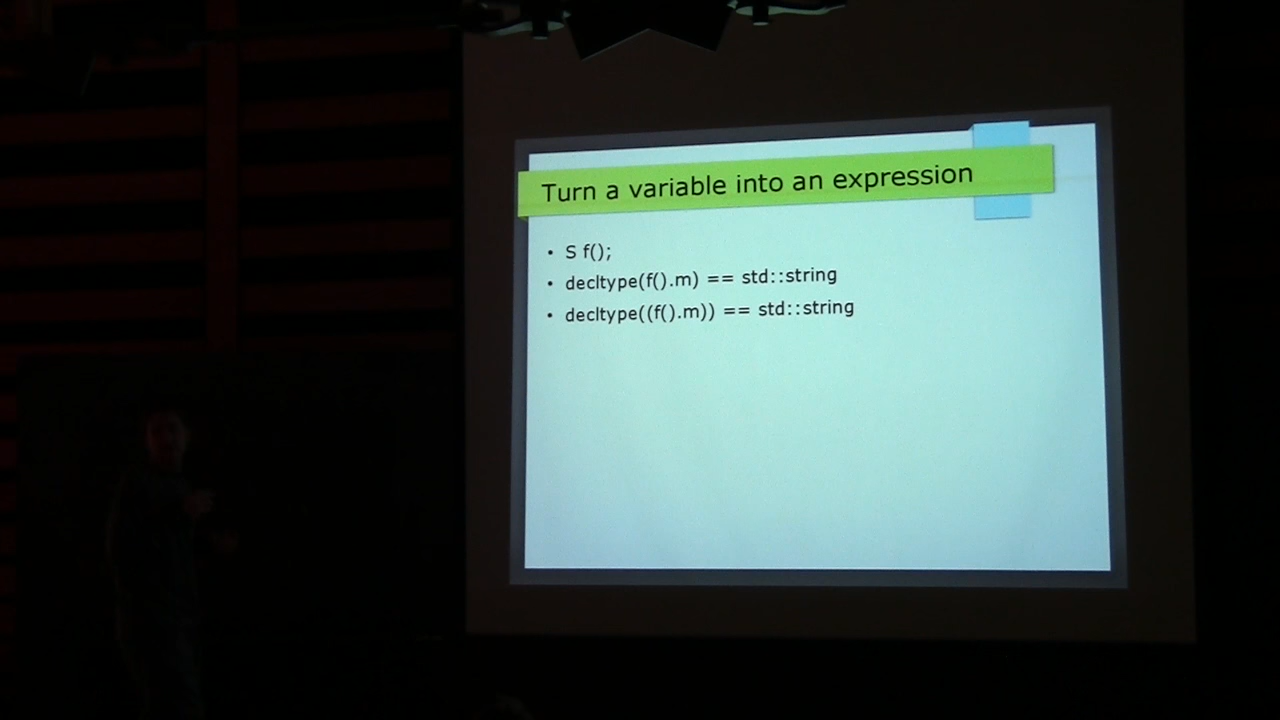 Turn a variable into an expression
• S f();
• decltype(f().m) == std::string
• decltype((f().m)) == std::string